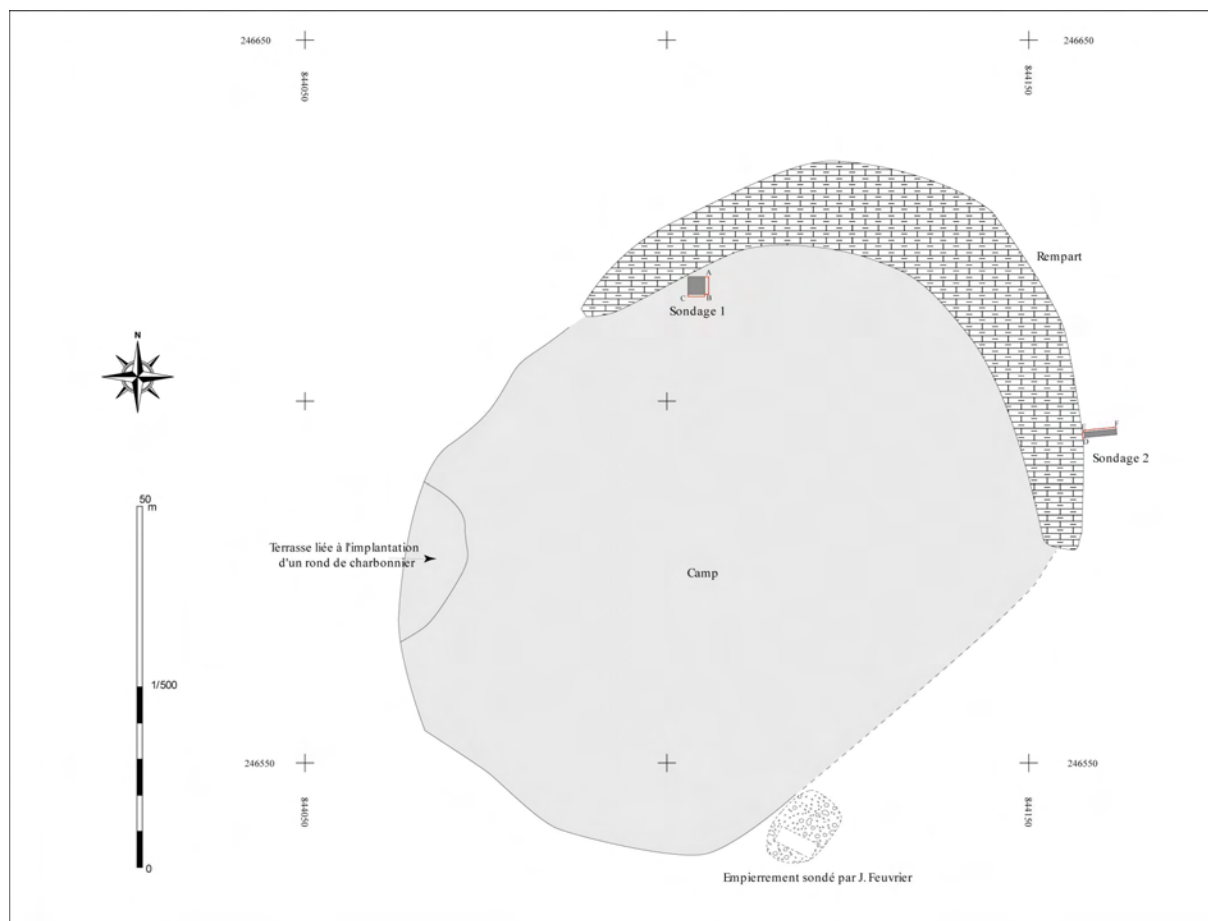 246650
246650
844050
844150
Rempart
A
C
B
Sondage 1
N
F
D
Sondage 2
50
m
Terrasse liée à l'implantation
d'un rond de charbonnier
Camp
1/500
246550
246550
844050
844150
0
Empierrement sondé par J. Feuvrier